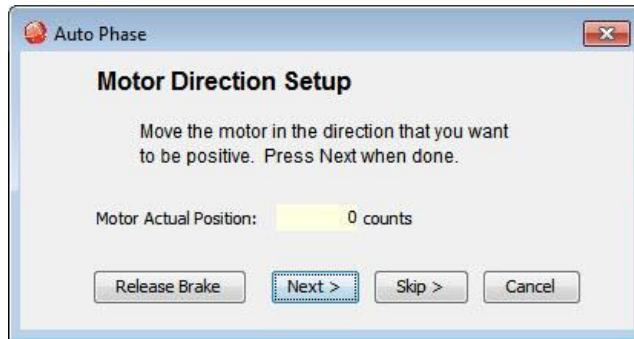 Auto Phase
Motor Direction Setup
Move the motor in the direction that you want
to be positive. Press Next when done.
Motor Actual Position: 0 counts
Release Brake Next > Skip > Cancel